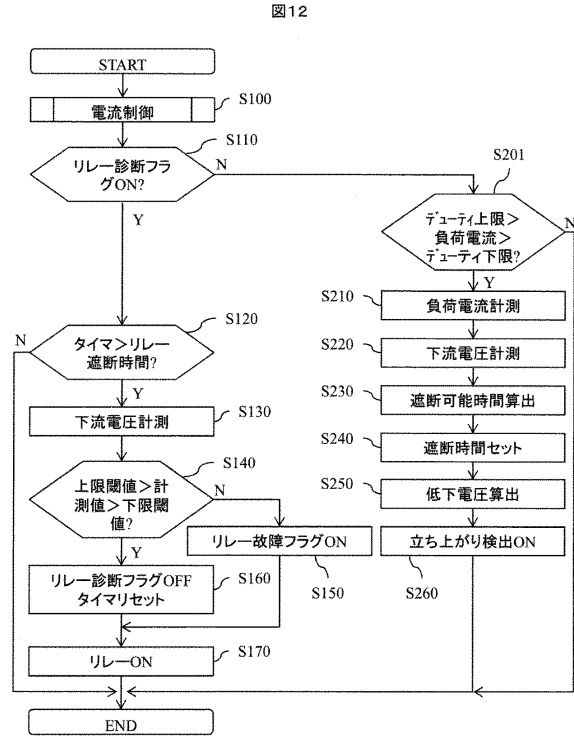 図12
START
電流制御
S100
リレー診断フラ
グON?
S110
N
Y
S201
デューティ上限>
負荷電流>
デューティ下限?
N
Y
S210
負荷電流計測
S220
下流電圧計測
S230
遮断可能時間算出
S240
遮断時間セット
S250
低下電圧算出
立ち上がり検出ON
S260
S120
N
タイマ>リレー
遮断時間?
Y
S130
下流電圧計測
S140
上限閾値>計
測値>下限閾
値?
N
Y
リレー故障フラグON
S150
リレー診断フラグOFF
タイマリセット
S160
リレーON
S170
END